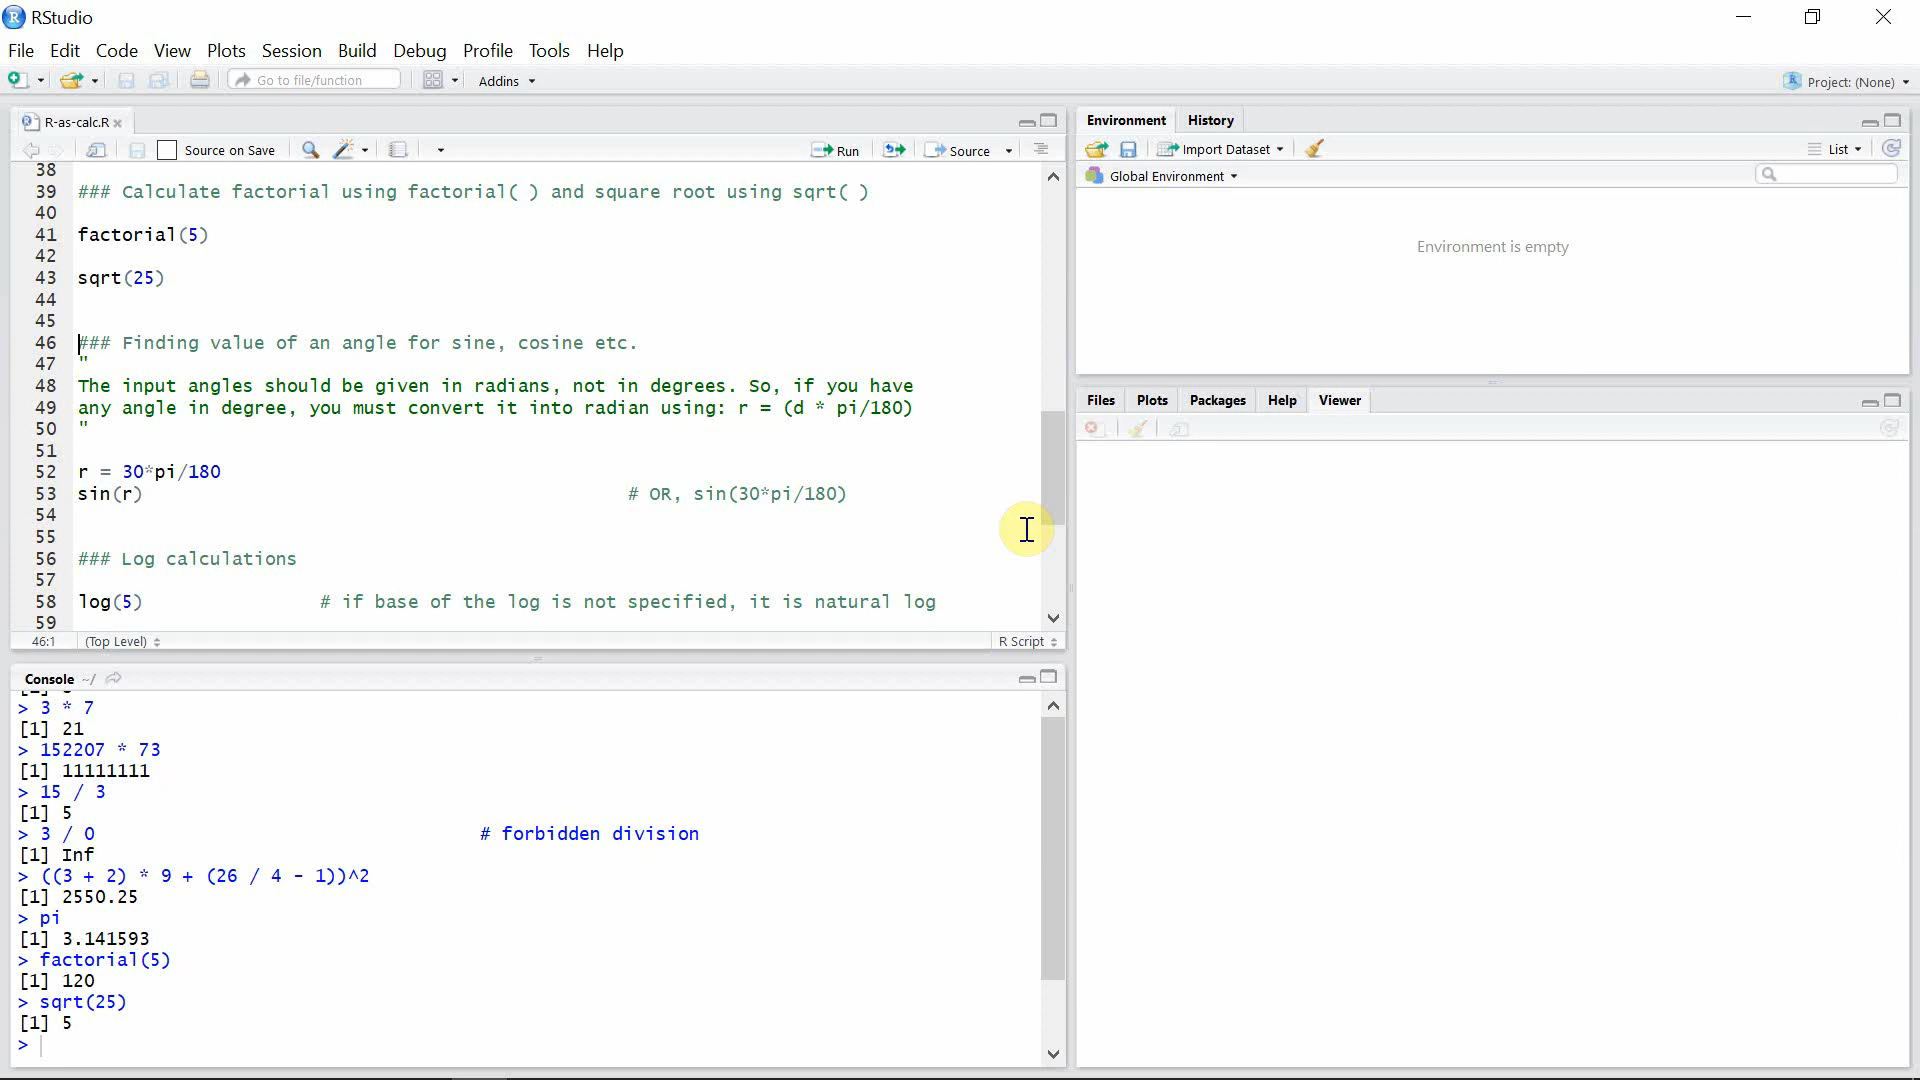 RStudio
File Edit Code View Plots Session Build Debug Profile Tools Help
Go to file/function Addins Project: (None)
R-as-calc.R
Source on Save Run Source
38
39 ### Calculate factorial using factorial( ) and square root using sqrt( )
40
41 factorial(5)
42
43 sqrt(25)
44
45
46 ### Finding value of an angle for sine, cosine etc.
47 "
48 The input angles should be given in radians, not in degrees. So, if you have
49 any angle in degree, you must convert it into radian using: r = (d * pi/180)
50 "
51
52 r = 30*pi/180
53 sin(r) # OR, sin(30*pi/180)
54
55
56 ### Log calculations
57
58 log(5) # if base of the log is not specified, it is natural log
59
46:1 (Top Level) R Script
Console ~/
> 3 * 7
[1] 21
> 152207 * 73
[1] 11111111
> 15 / 3
[1] 5
> 3 / 0 # forbidden division
[1] Inf
> ((3 + 2) * 9 + (26 / 4 - 1))^2
[1] 2550.25
> pi
[1] 3.141593
> factorial(5)
[1] 120
> sqrt(25)
[1] 5
>
Environment History
Import Dataset List
Global Environment
Environment is empty
Files Plots Packages Help Viewer